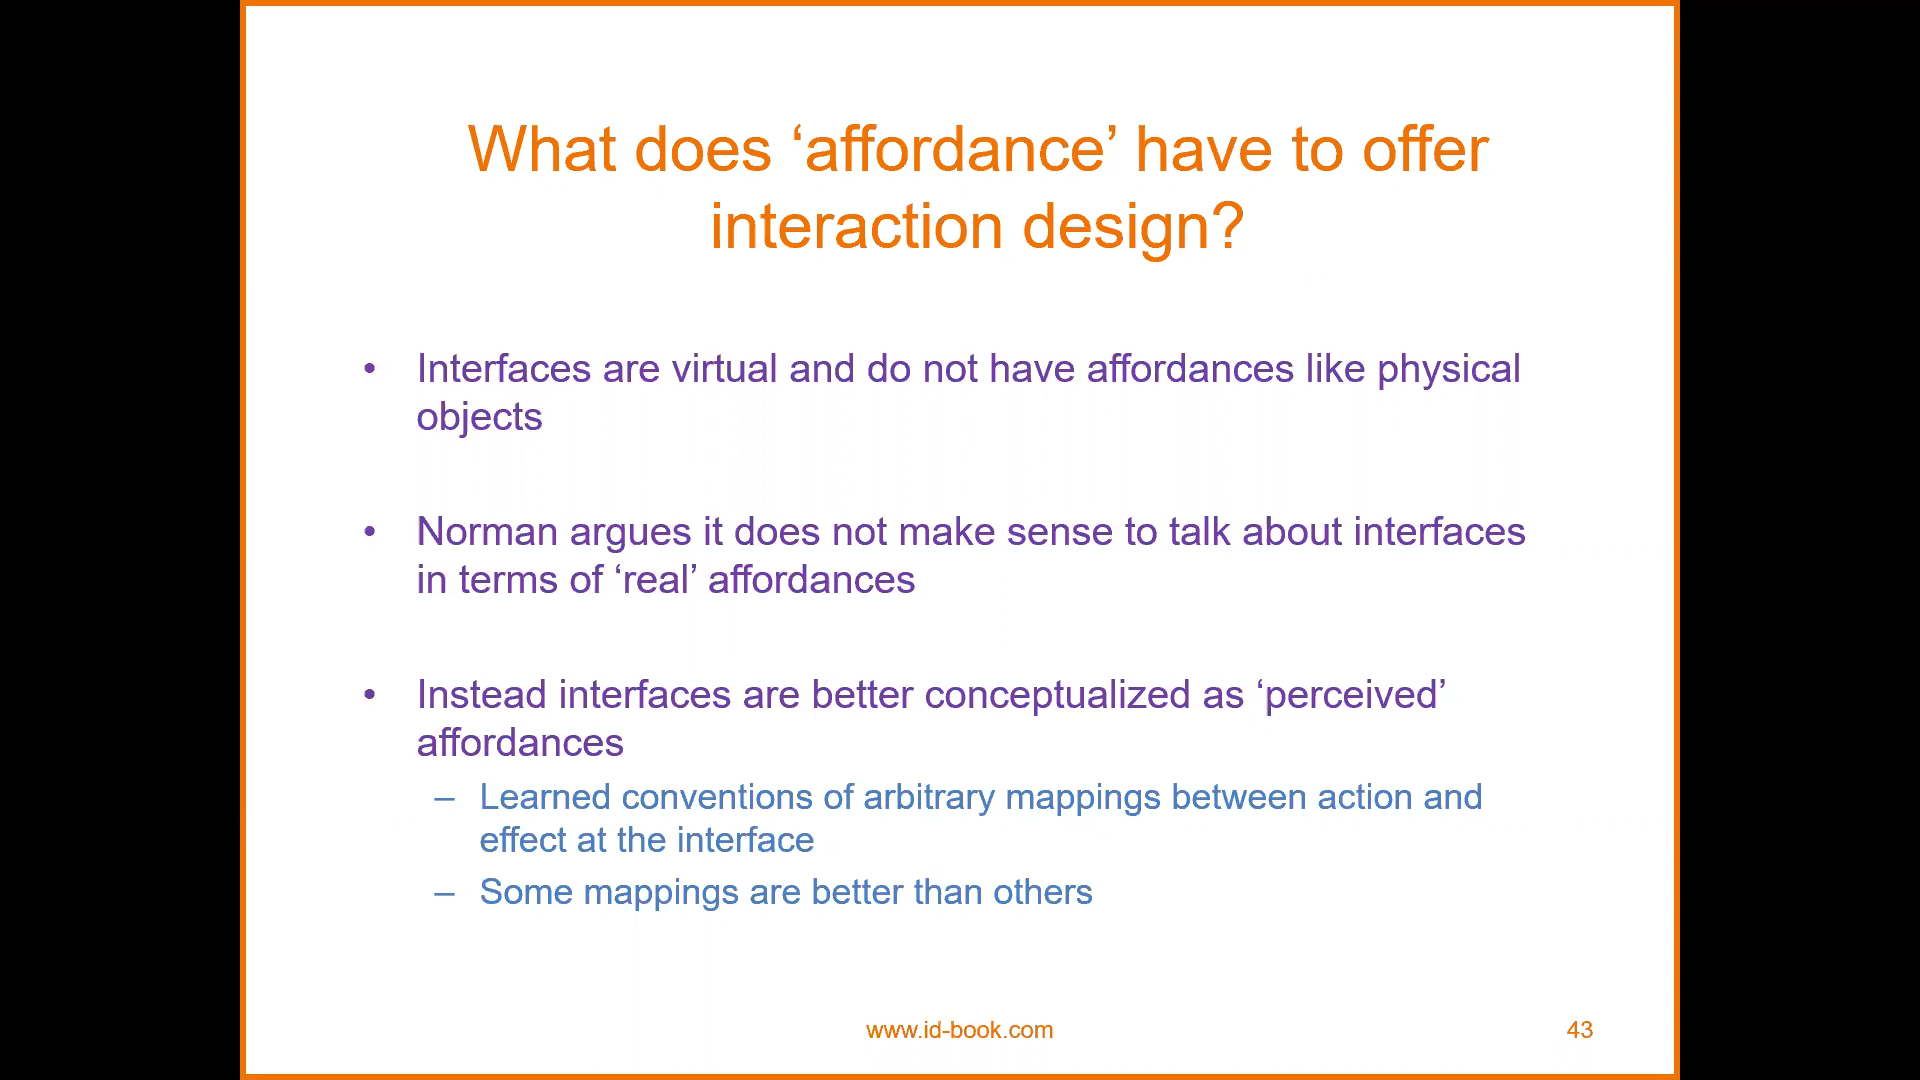 What does ‘affordance’ have to offer
interaction design?
• Interfaces are virtual and do not have affordances like physical
objects
• Norman argues it does not make sense to talk about interfaces
in terms of ‘real’ affordances
• Instead interfaces are better conceptualized as ‘perceived’
affordances
– Learned conventions of arbitrary mappings between action and
effect at the interface
– Some mappings are better than others
www.id-book.com
43